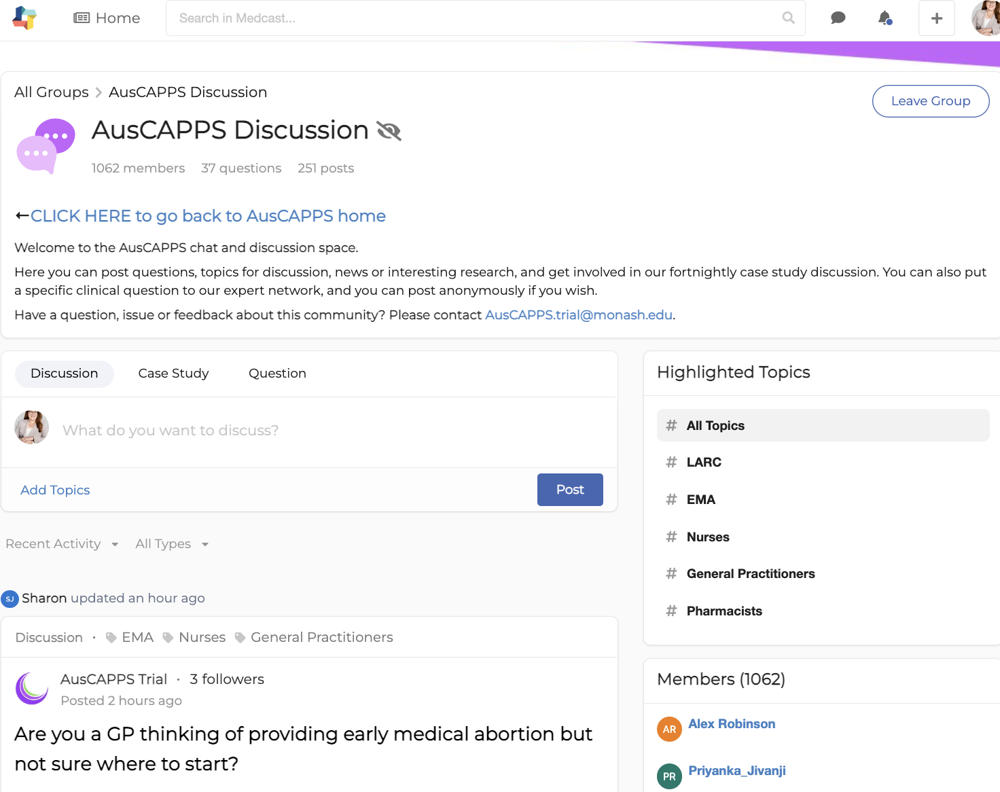 Home
Search in Medcast...
All Groups > AusCAPPS Discussion
Leave Group
AusCAPPS Discussion
1062 members 37 questions 251 posts
←CLICK HERE to go back to AusCAPPS home
Welcome to the AusCAPPS chat and discussion space.
Here you can post questions, topics for discussion, news or interesting research, and get involved in our fortnightly case study discussion. You can also put
a specific clinical question to our expert network, and you can post anonymously if you wish.
Have a question, issue or feedback about this community? Please contact AusCAPPS.trial@monash.edu.
Discussion Case Study Question
What do you want to discuss?
Add Topics
Post
Recent Activity All Types
SJ Sharon updated an hour ago
Discussion · EMA Nurses General Practitioners
AusCAPPS Trial · 3 followers
Posted 2 hours ago
Are you a GP thinking of providing early medical abortion but
not sure where to start?
Highlighted Topics
# All Topics
# LARC
# EMA
# Nurses
# General Practitioners
# Pharmacists
Members (1062)
AR Alex Robinson
PR Priyanka_Jivanji